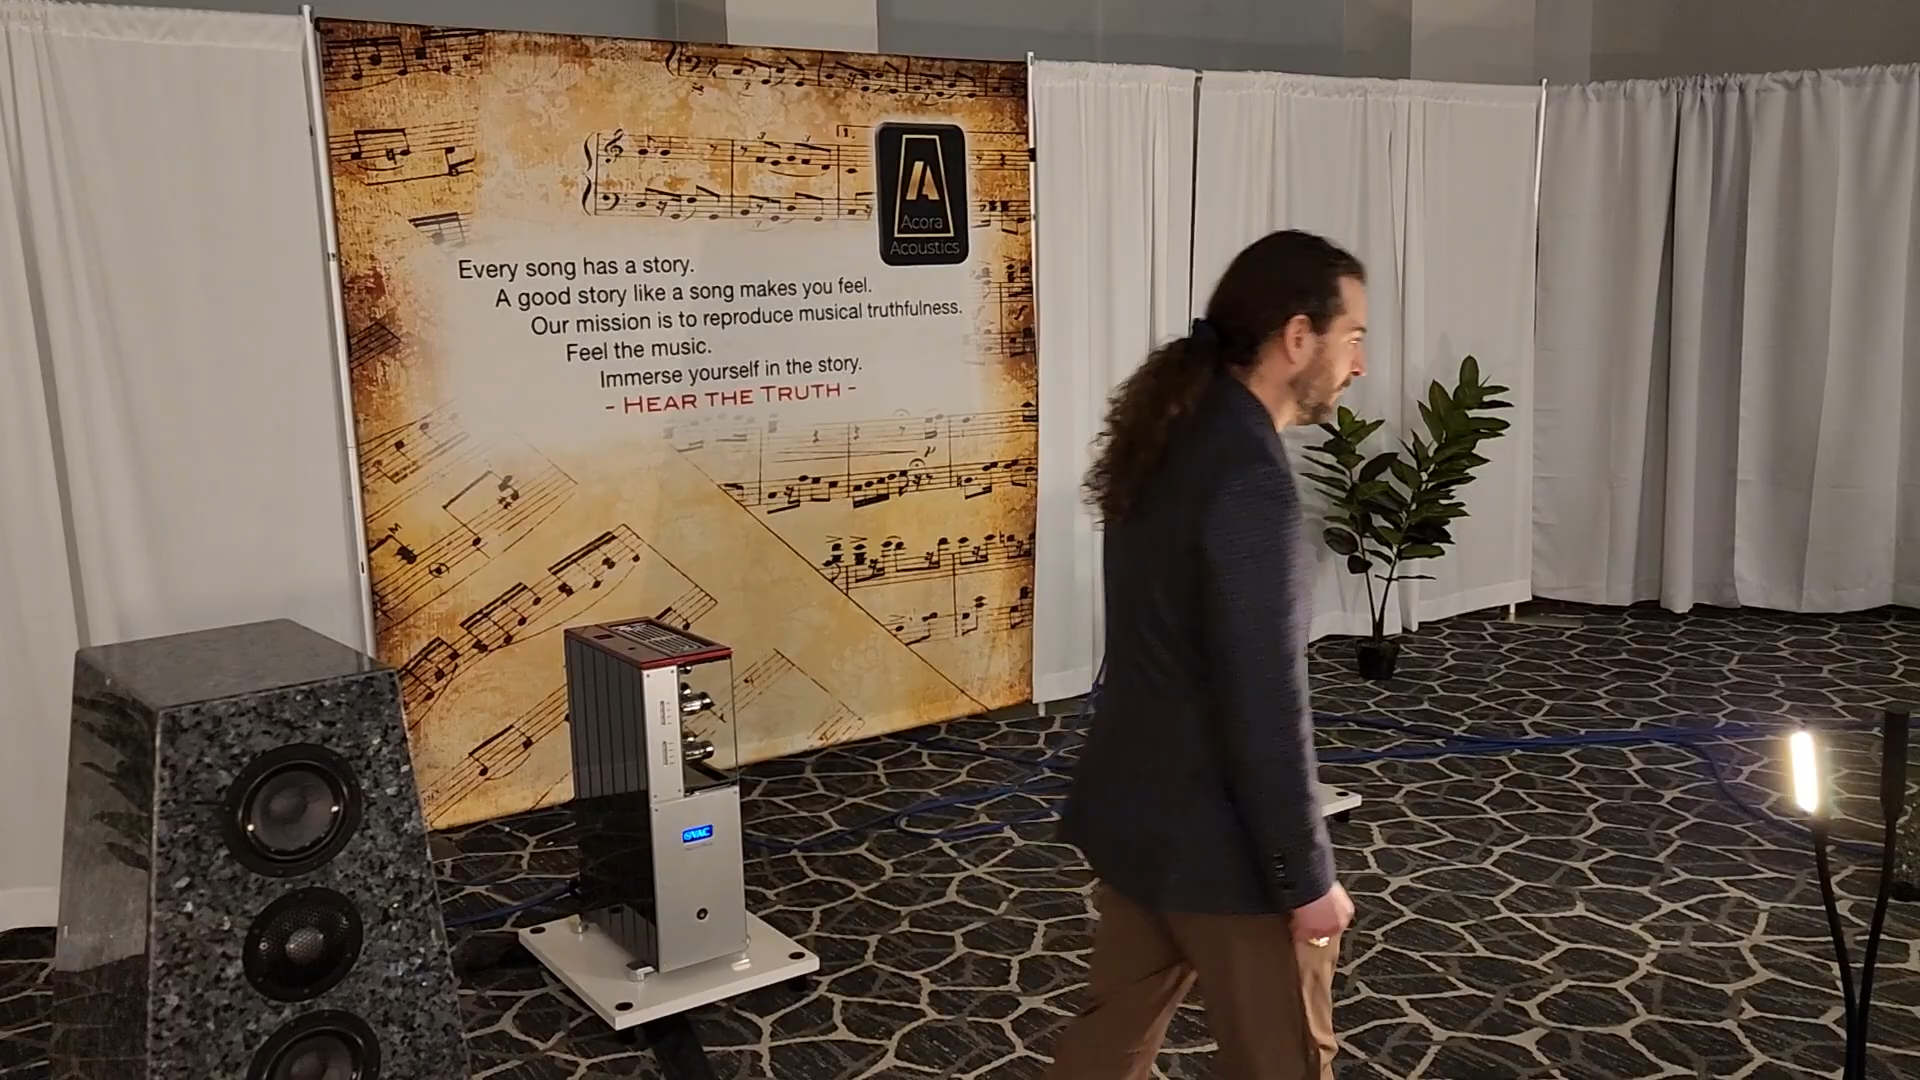 Acora
Acoustics
Every song has a story.
A good story like a song makes you feel.
Our mission is to reproduce musical truthfulness.
Feel the music.
Immerse yourself in the story.
- HEAR THE TRUTH -
VAC